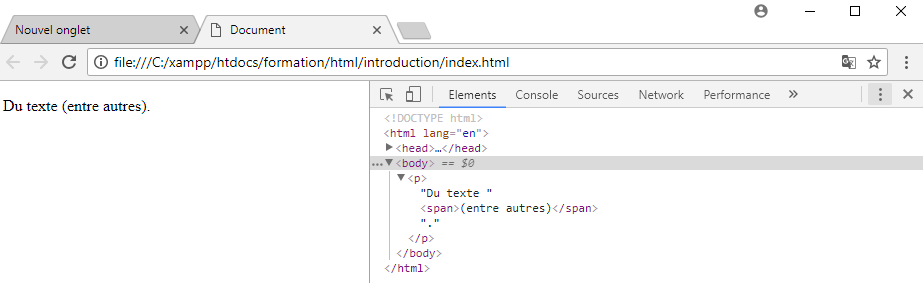 Nouvel onglet
Document
file:///C:/xampp/htdocs/formation/html/introduction/index.html
Du texte (entre autres).
Elements Console Sources Network Performance »
<!DOCTYPE html>
<html lang="en">
▶<head>…</head>
…▼<body> == $0
▼<p>
"Du texte "
<span>(entre autres)</span>
"."
</p>
</body>
</html>